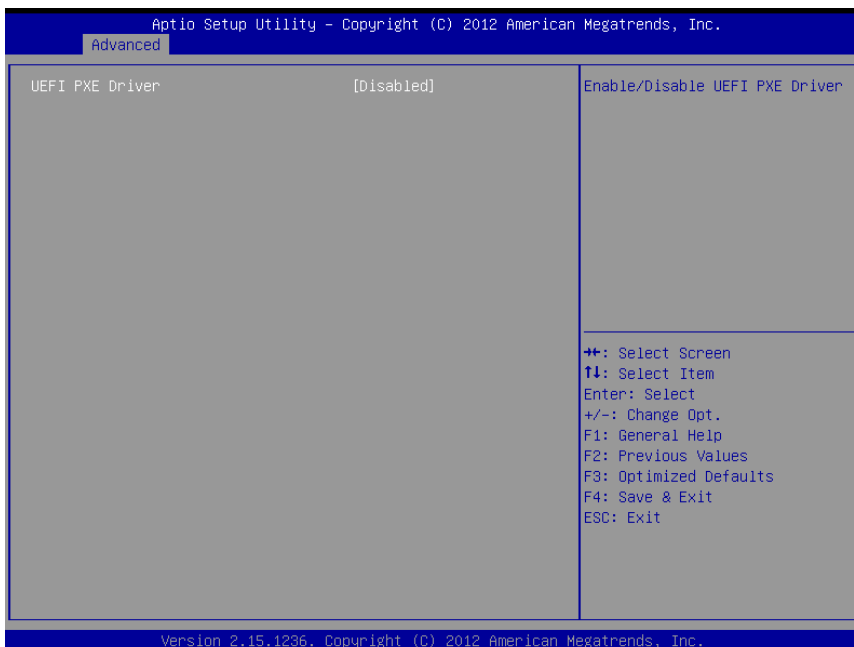 Aptio Setup Utility – Copyright (C) 2012 American Megatrends, Inc.
Advanced
UEFI PXE Driver [Disabled]
Enable/Disable UEFI PXE Driver
→←: Select Screen
↑↓: Select Item
Enter: Select
+/-: Change Opt.
F1: General Help
F2: Previous Values
F3: Optimized Defaults
F4: Save & Exit
ESC: Exit
Version 2.15.1236. Copyright (C) 2012 American Megatrends, Inc.